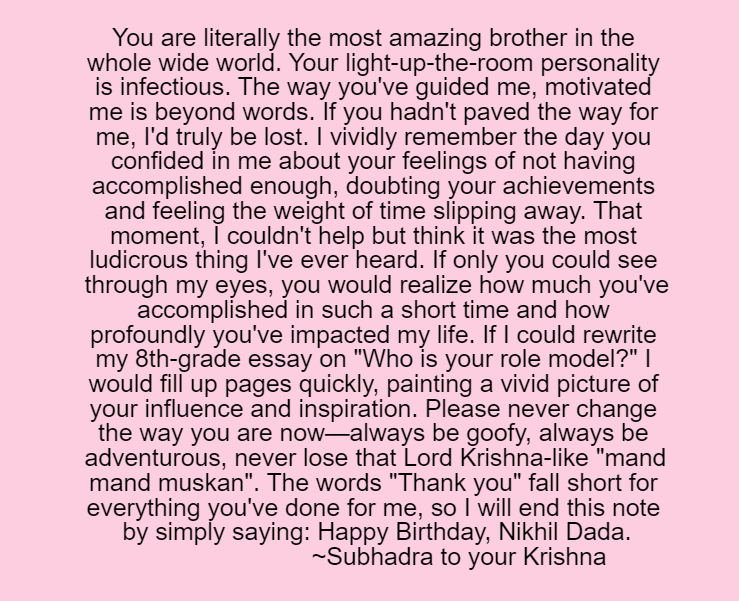 You are literally the most amazing brother in the
whole wide world. Your light-up-the-room personality
is infectious. The way you've guided me, motivated
me is beyond words. If you hadn't paved the way for
me, I'd truly be lost. I vividly remember the day you
confided in me about your feelings of not having
accomplished enough, doubting your achievements
and feeling the weight of time slipping away. That
moment, I couldn't help but think it was the most
ludicrous thing I've ever heard. If only you could see
through my eyes, you would realize how much you've
accomplished in such a short time and how
profoundly you've impacted my life. If I could rewrite
my 8th-grade essay on "Who is your role model?" I
would fill up pages quickly, painting a vivid picture of
your influence and inspiration. Please never change
the way you are now—always be goofy, always be
adventurous, never lose that Lord Krishna-like "mand
mand muskan". The words "Thank you" fall short for
everything you've done for me, so I will end this note
by simply saying: Happy Birthday, Nikhil Dada.
~Subhadra to your Krishna